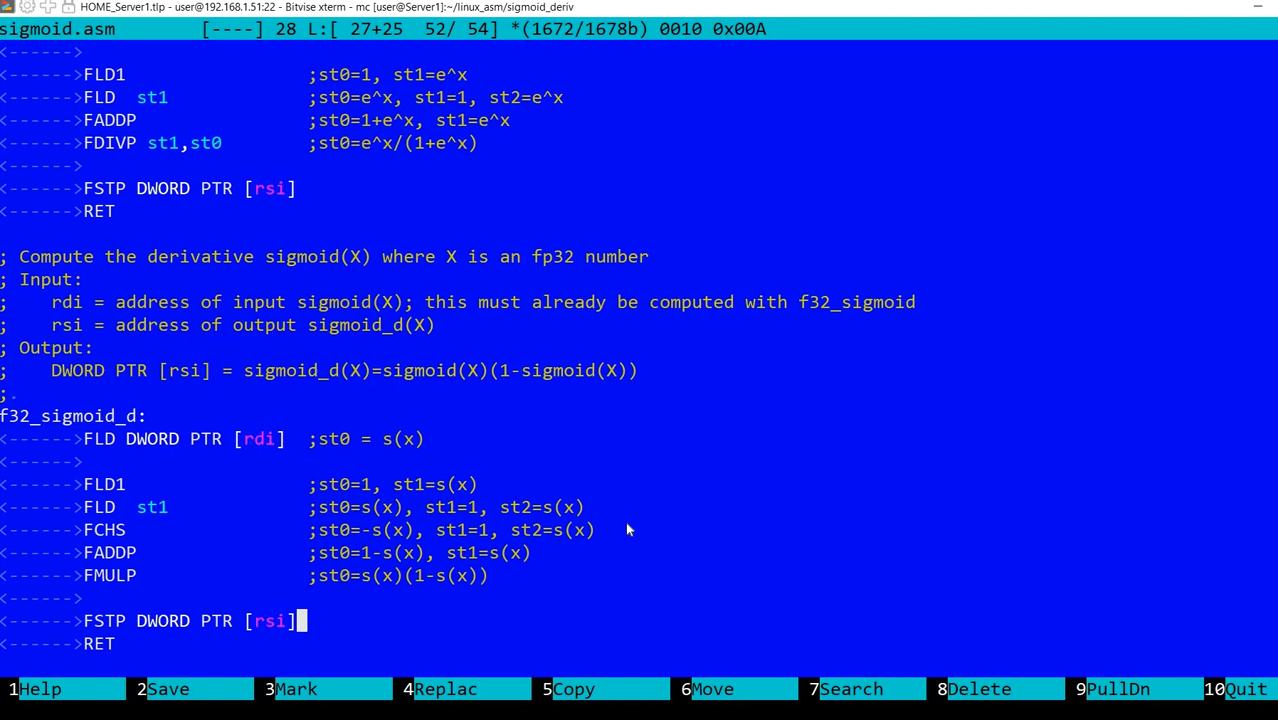 HOME_Server1.tlp - user@192.168.1.51:22 - Bitvise xterm - mc [user@Server1]:~/linux_asm/sigmoid_deriv
sigmoid.asm [----] 28 L:[ 27+25 52/ 54] *(1672/1678b) 0010 0x00A
<------>
<------>FLD1 ;st0=1, st1=e^x
<------>FLD st1 ;st0=e^x, st1=1, st2=e^x
<------>FADDP ;st0=1+e^x, st1=e^x
<------>FDIVP st1,st0 ;st0=e^x/(1+e^x)
<------>
<------>FSTP DWORD PTR [rsi]
<------>RET
; Compute the derivative sigmoid(X) where X is an fp32 number
; Input:
; rdi = address of input sigmoid(X); this must already be computed with f32_sigmoid
; rsi = address of output sigmoid_d(X)
; Output:
; DWORD PTR [rsi] = sigmoid_d(X)=sigmoid(X)(1-sigmoid(X))
;.
f32_sigmoid_d:
<------>FLD DWORD PTR [rdi] ;st0 = s(x)
<------>
<------>FLD1 ;st0=1, st1=s(x)
<------>FLD st1 ;st0=s(x), st1=1, st2=s(x)
<------>FCHS ;st0=-s(x), st1=1, st2=s(x)
<------>FADDP ;st0=1-s(x), st1=s(x)
<------>FMULP ;st0=s(x)(1-s(x))
<------>
<------>FSTP DWORD PTR [rsi]
<------>RET
1Help 2Save 3Mark 4Replac 5Copy 6Move 7Search 8Delete 9PullDn 10Quit